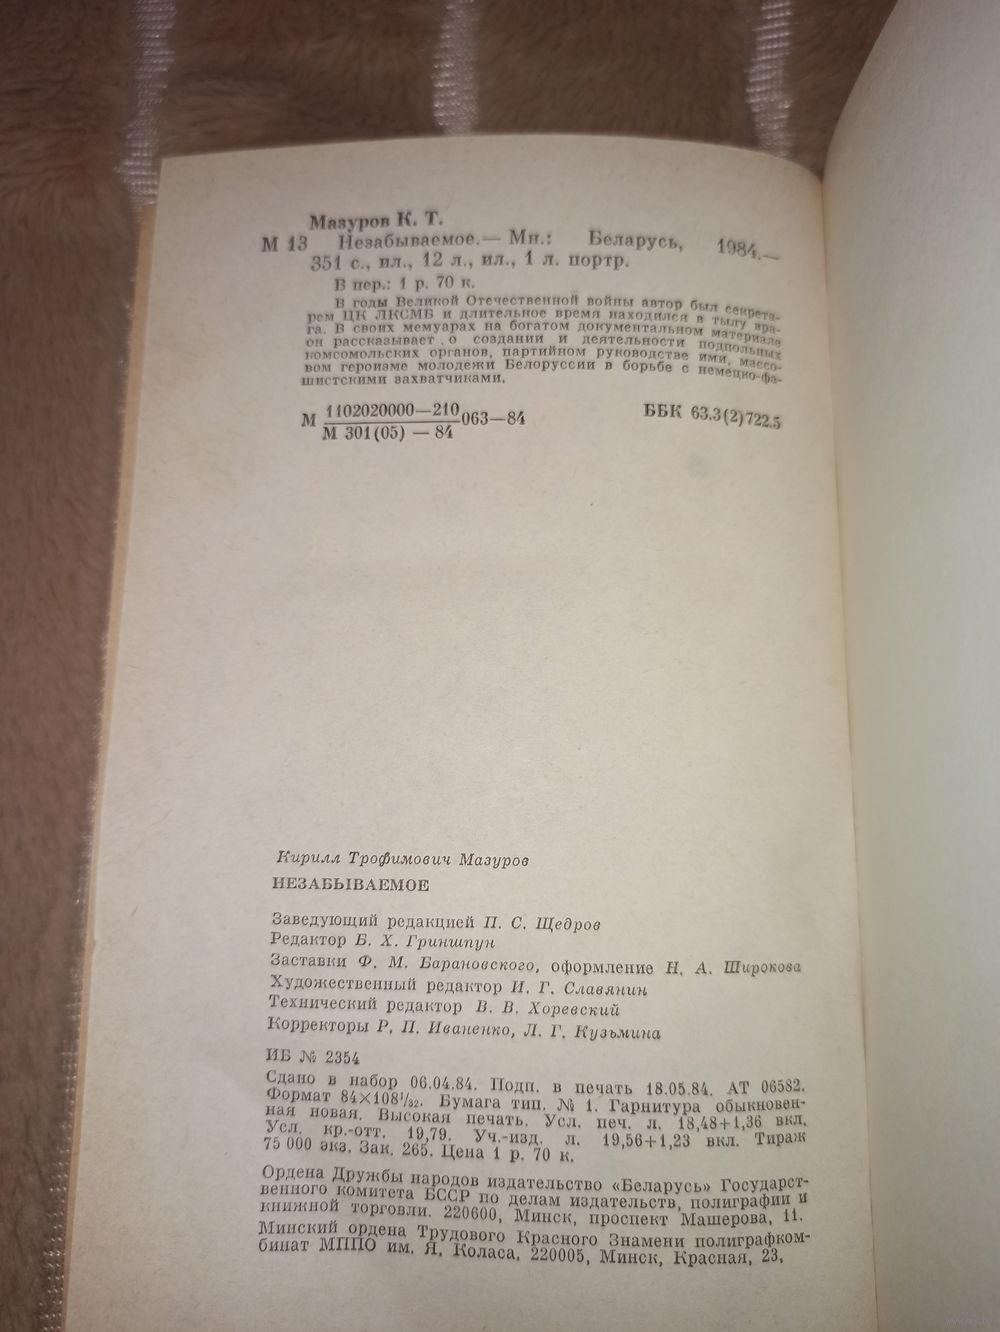 Мазуров К. Т.
М 13 Незабываемое.— Мн.: Беларусь, 1984.—
351 с., ил., 12 л., ил., 1 л. портр.
В пер.: 1 р. 70 к.
В годы Великой Отечественной войны автор был секрета-
рем ЦК ЛКСМБ и длительное время находился в тылу вра-
га. В своих мемуарах на богатом документальном материале
он рассказывает о создании и деятельности подпольных
комсомольских органов, партийном руководстве ими, массо-
вом героизме молодежи Белоруссии в борьбе с немецко-фа-
шистскими захватчиками.
М 1102020000—210
М 301(05) — 84
063—84
ББК 63.3(2)722.5
Кирилл Трофимович Мазуров
НЕЗАБЫВАЕМОЕ
Заведующий редакцией П. С. Щедров
Редактор Б. Х. Гриншпун
Заставки Ф. М. Барановского, оформление Н. А. Широкова
Художественный редактор И. Г. Славянин
Технический редактор В. В. Хоревский
Корректоры Р. П. Иваненко, Л. Г. Кузьмина
ИБ № 2354
Сдано в набор 06.04.84. Подп. в печать 18.05.84. АТ 06582.
Формат 84×108¹/₃₂. Бумага тип. № 1. Гарнитура обыкновен-
ная новая. Высокая печать. Усл. печ. л. 18,48+1,36 вкл.
Усл. кр.-отт. 19,79. Уч.-изд. л. 19,56+1,23 вкл. Тираж
75 000 экз. Зак. 265. Цена 1 р. 70 к.
Ордена Дружбы народов издательство «Беларусь» Государст-
венного комитета БССР по делам издательств, полиграфии и
книжной торговли. 220600, Минск, проспект Машерова, 11.
Минский ордена Трудового Красного Знамени полиграфком-
бинат МППО им. Я. Коласа. 220005, Минск, Красная, 23.